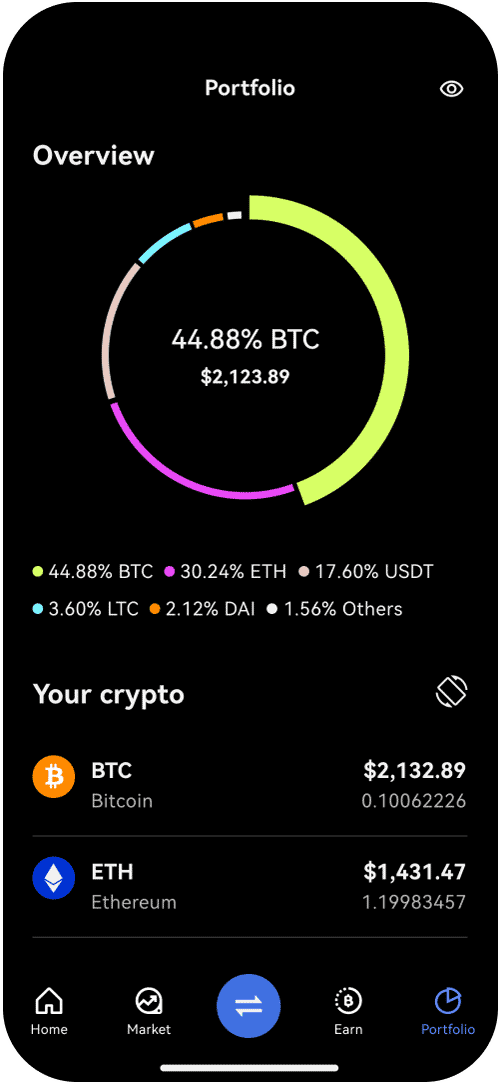 Portfolio
Overview
44.88% BTC
$2,123.89
44.88% BTC 30.24% ETH 17.60% USDT
3.60% LTC 2.12% DAI 1.56% Others
Your crypto
BTC $2,132.89
Bitcoin 0.10062226
ETH $1,431.47
Ethereum 1.19983457
Home Market Earn Portfolio